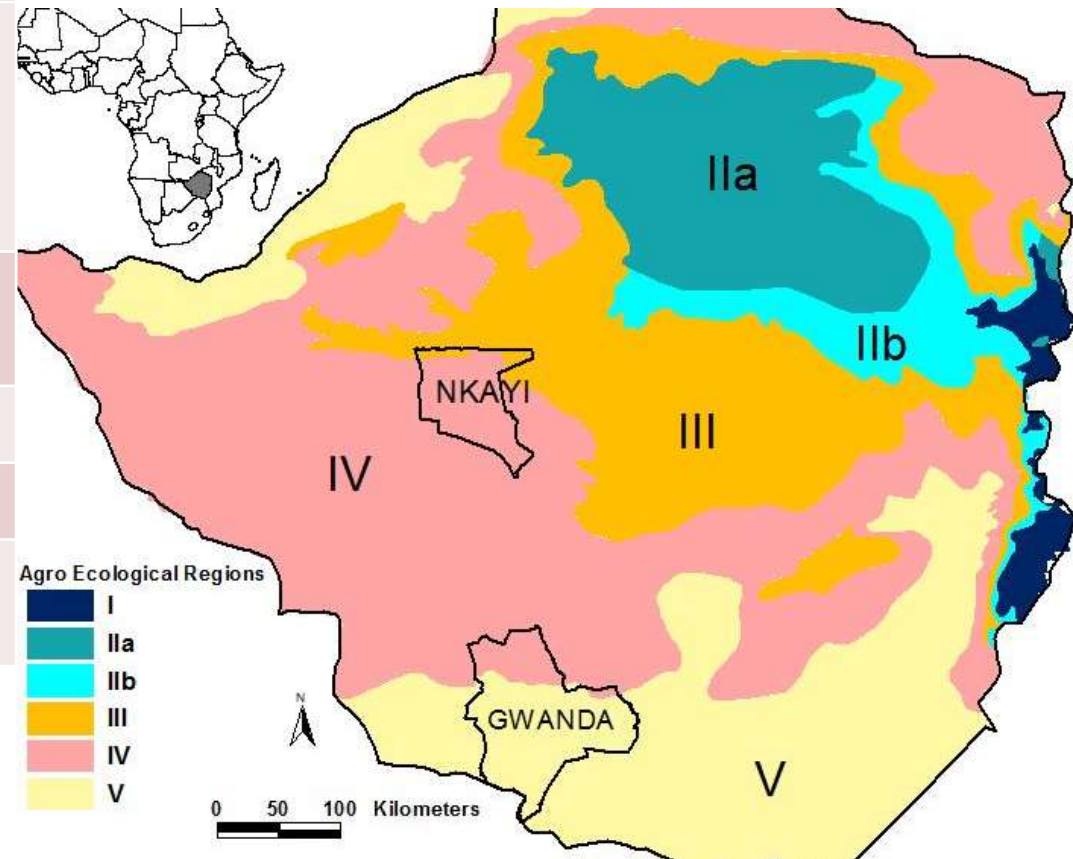 IIa
IIb
NKAYI
III
IV
Agro Ecological Regions
I
IIa
IIb
III
IV
V
N
GWANDA
V
0 50 100 Kilometers